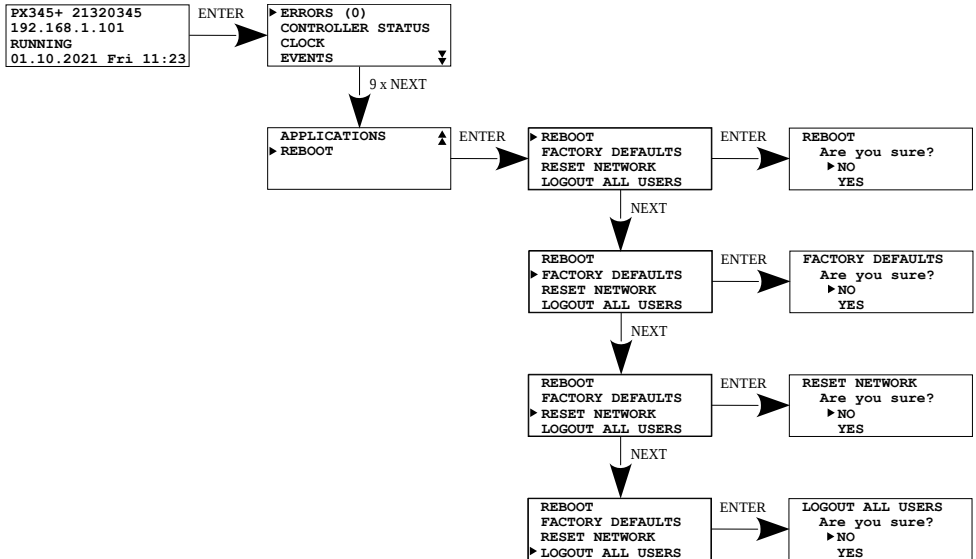 PX345+ 21320345
192.168.1.101
RUNNING
01.10.2021 Fri 11:23
ENTER
ERRORS (0)
CONTROLLER STATUS
CLOCK
EVENTS
9 x NEXT
APPLICATIONS
REBOOT
ENTER
REBOOT
FACTORY DEFAULTS
RESET NETWORK
LOGOUT ALL USERS
ENTER
REBOOT
Are you sure?
NO
YES
NEXT
REBOOT
FACTORY DEFAULTS
RESET NETWORK
LOGOUT ALL USERS
ENTER
FACTORY DEFAULTS
Are you sure?
NO
YES
NEXT
REBOOT
FACTORY DEFAULTS
RESET NETWORK
LOGOUT ALL USERS
ENTER
RESET NETWORK
Are you sure?
NO
YES
NEXT
REBOOT
FACTORY DEFAULTS
RESET NETWORK
LOGOUT ALL USERS
ENTER
LOGOUT ALL USERS
Are you sure?
NO
YES